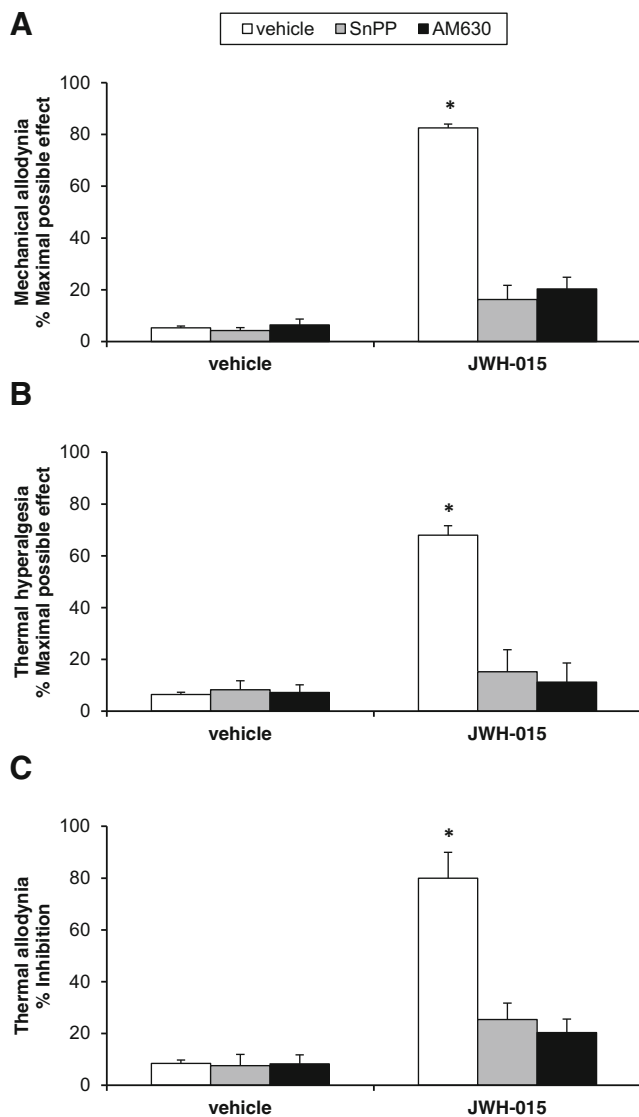 A
vehicle SnPP AM630
Mechanical allodynia
% Maximal possible effect
100
80
60
40
20
0
*
vehicle JWH-015
B
Thermal hyperalgesia
% Maximal possible effect
100
80
60
40
20
0
*
vehicle JWH-015
C
Thermal allodynia
% Inhibition
100
80
60
40
20
0
*
vehicle JWH-015